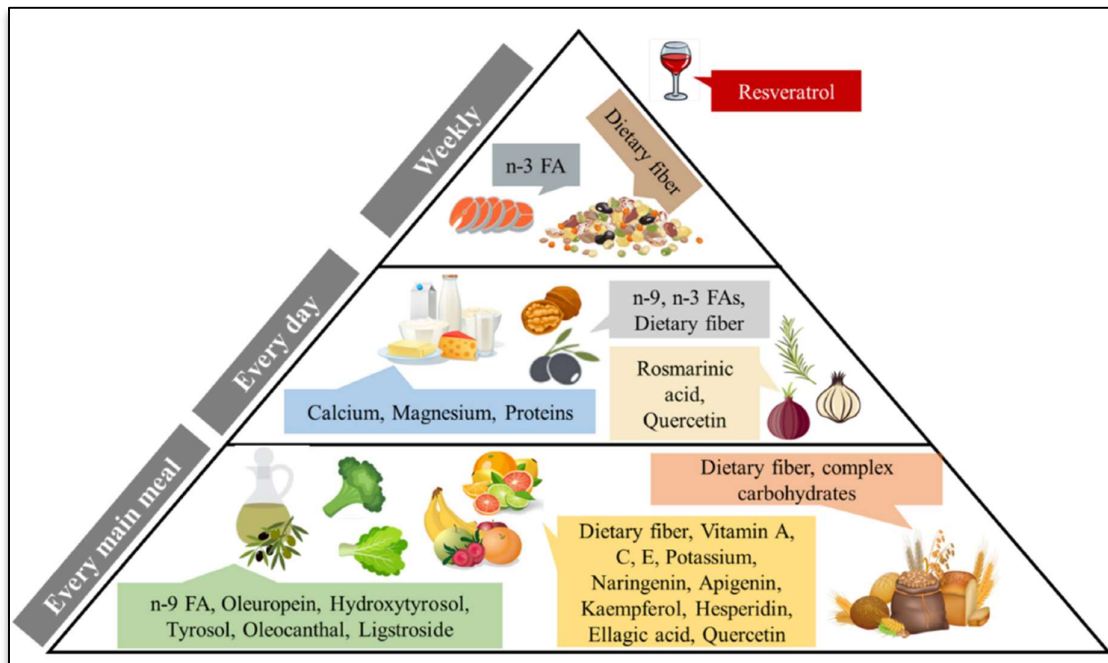 Resveratrol
Weekly
n-3 FA
Dietary fiber
Every day
n-9, n-3 FAs,
Dietary fiber
Calcium, Magnesium, Proteins
Rosmarinic
acid,
Quercetin
Every main meal
Dietary fiber, complex
carbohydrates
n-9 FA, Oleuropein, Hydroxytyrosol,
Tyrosol, Oleocanthal, Ligstroside
Dietary fiber, Vitamin A,
C, E, Potassium,
Naringenin, Apigenin,
Kaempferol, Hesperidin,
Ellagic acid, Quercetin